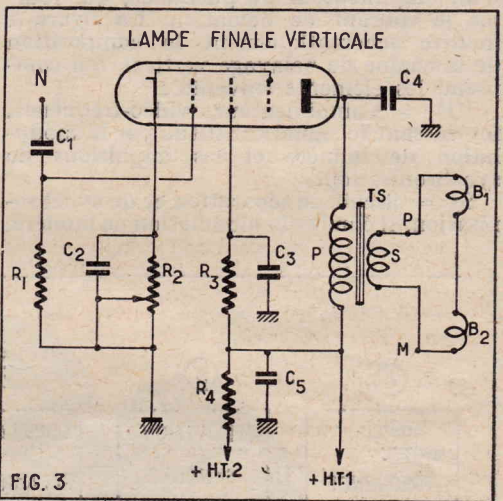 LAMPE FINALE VERTICALE
N
C1
C4
TS
P
B1
C2
R1
R2
R3
C3
P
S
M
B2
R4
C5
+ H.T.2
+ H.T.1
FIG. 3